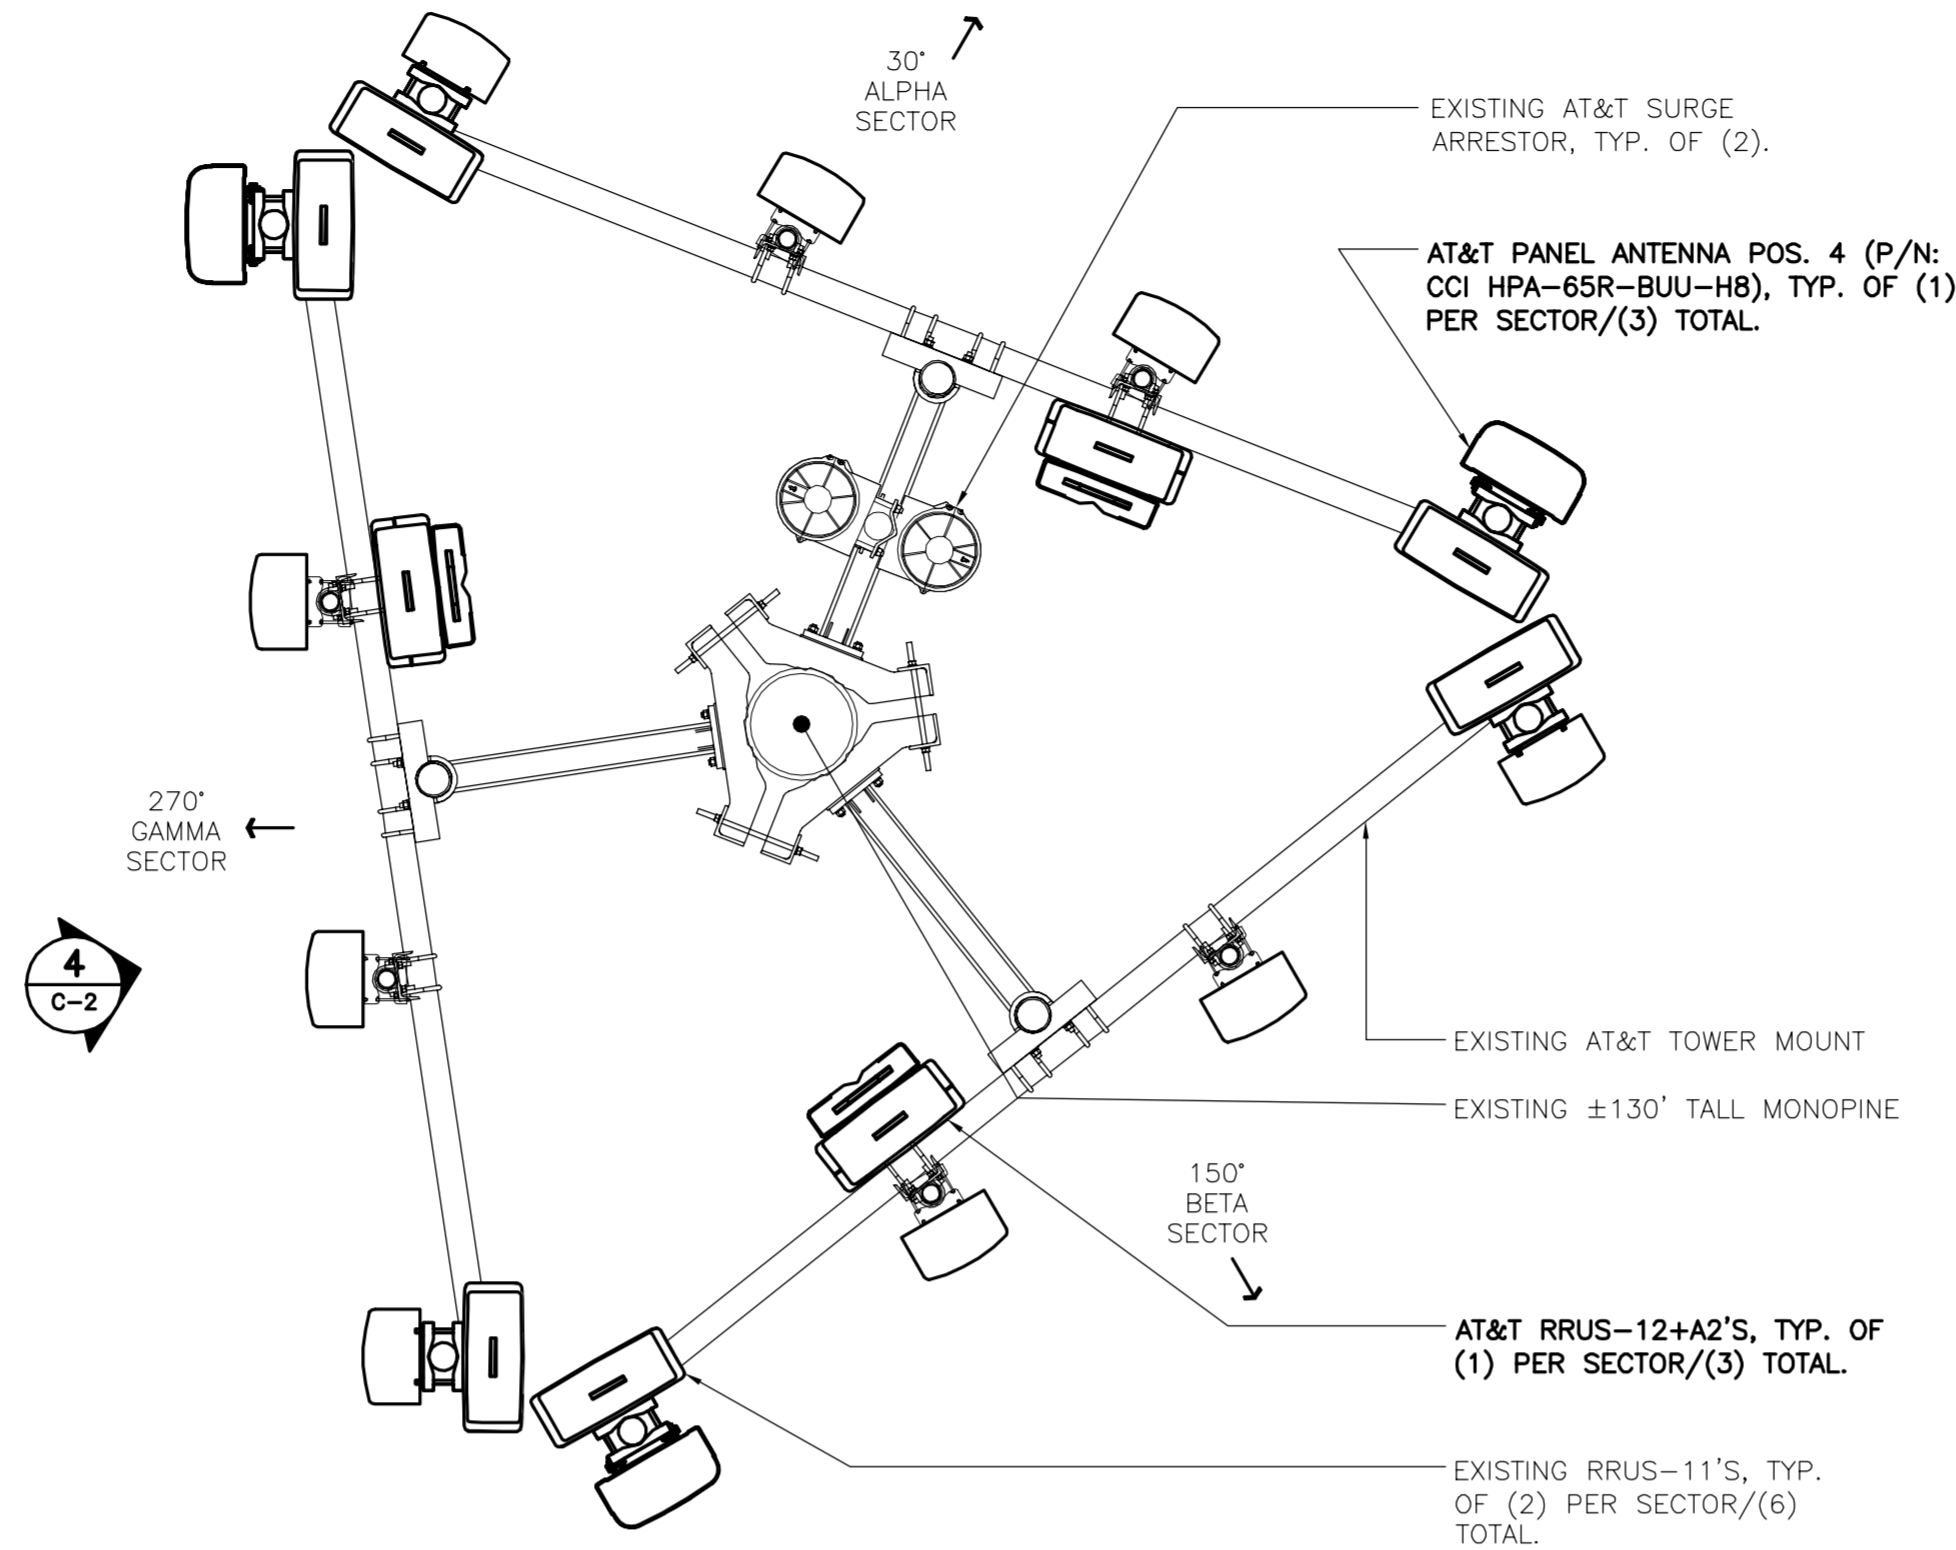 30°
ALPHA
SECTOR
EXISTING AT&T SURGE
ARRESTOR, TYP. OF (2).
AT&T PANEL ANTENNA POS. 4 (P/N:
CCI HPA-65R-BUU-H8), TYP. OF (1)
PER SECTOR/(3) TOTAL.
270°
GAMMA
SECTOR
4
C-2
EXISTING AT&T TOWER MOUNT
EXISTING ±130' TALL MONOPINE
150°
BETA
SECTOR
AT&T RRUS-12+A2'S, TYP. OF
(1) PER SECTOR/(3) TOTAL.
EXISTING RRUS-11'S, TYP.
OF (2) PER SECTOR/(6)
TOTAL.